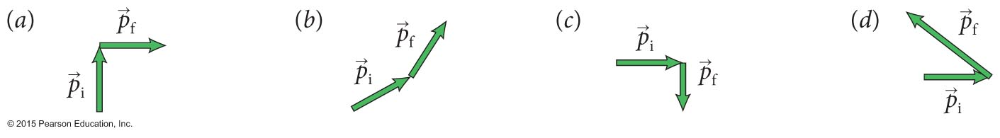 (a)
p⃗f
p⃗i
(b)
p⃗f
p⃗i
(c)
p⃗i
p⃗f
(d)
p⃗f
p⃗i
© 2015 Pearson Education, Inc.